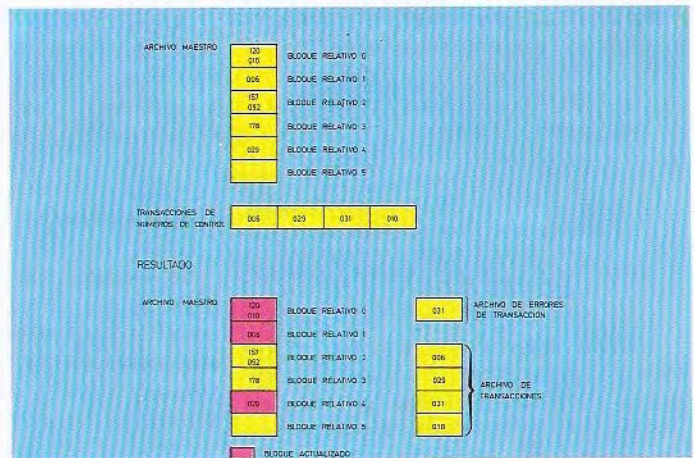 ARCHIVO MAESTRO
120
010
BLOQUE RELATIVO 0
006
BLOQUE RELATIVO 1
157
092
BLOQUE RELATIVO 2
178
BLOQUE RELATIVO 3
029
BLOQUE RELATIVO 4
BLOQUE RELATIVO 5
TRANSACCIONES DE
NUMEROS DE CONTROL
006 029 031 010
RESULTADO
ARCHIVO MAESTRO
120
010
BLOQUE RELATIVO 0
006
BLOQUE RELATIVO 1
157
092
BLOQUE RELATIVO 2
178
BLOQUE RELATIVO 3
029
BLOQUE RELATIVO 4
BLOQUE RELATIVO 5
031
ARCHIVO DE ERRORES
DE TRANSACCION
006
029
031
010
ARCHIVO DE
TRANSACCIONES
BLOQUE ACTUALIZADO